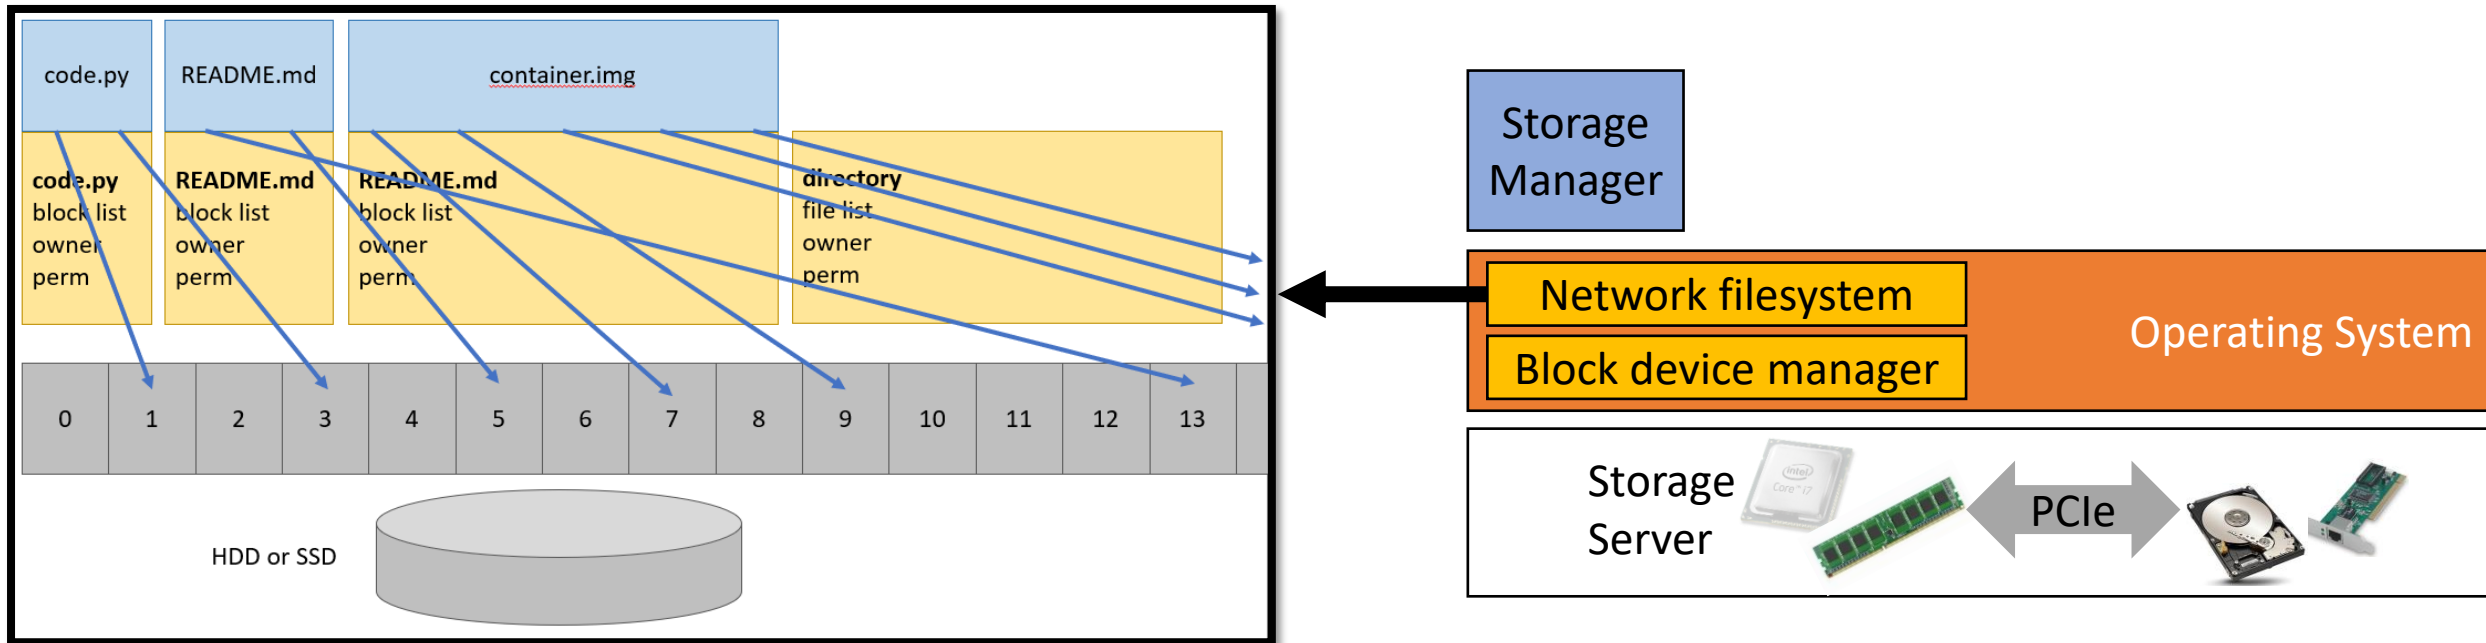 code.py
README.md
container.img
code.py
block list
owner
perm
README.md
block list
owner
perm
README.md
block list
owner
perm
directory
file list
owner
perm
0 1 2 3 4 5 6 7 8 9 10 11 12 13
HDD or SSD
Storage
Manager
Network filesystem
Block device manager
Operating System
Storage
Server
intel
Core i7
PCIe